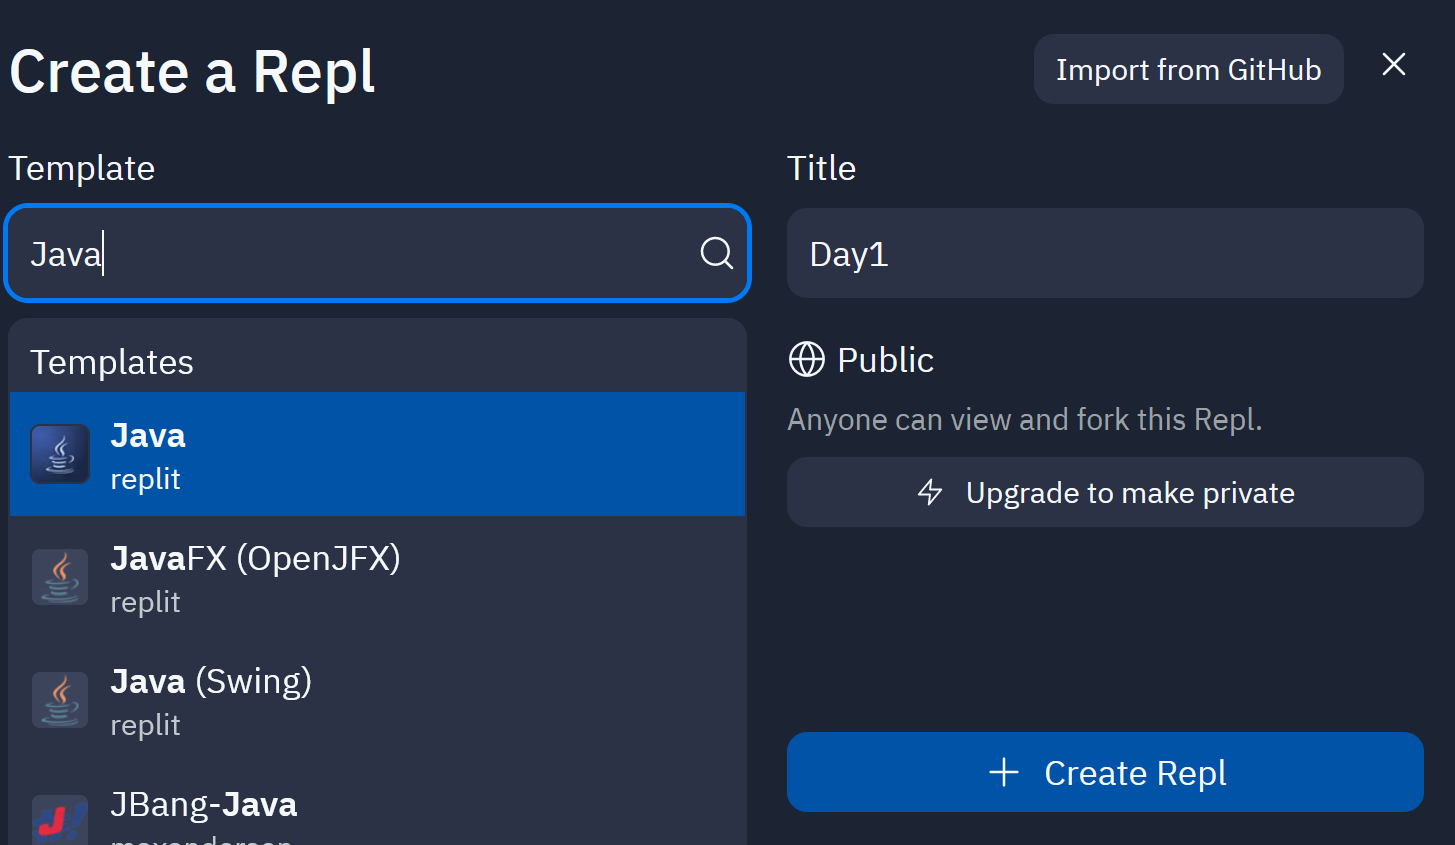 Create a Repl
Import from GitHub
Template
Java
Templates
Java
replit
JavaFX (OpenJFX)
replit
Java (Swing)
replit
JBang-Java
Title
Day1
Public
Anyone can view and fork this Repl.
Upgrade to make private
Create Repl